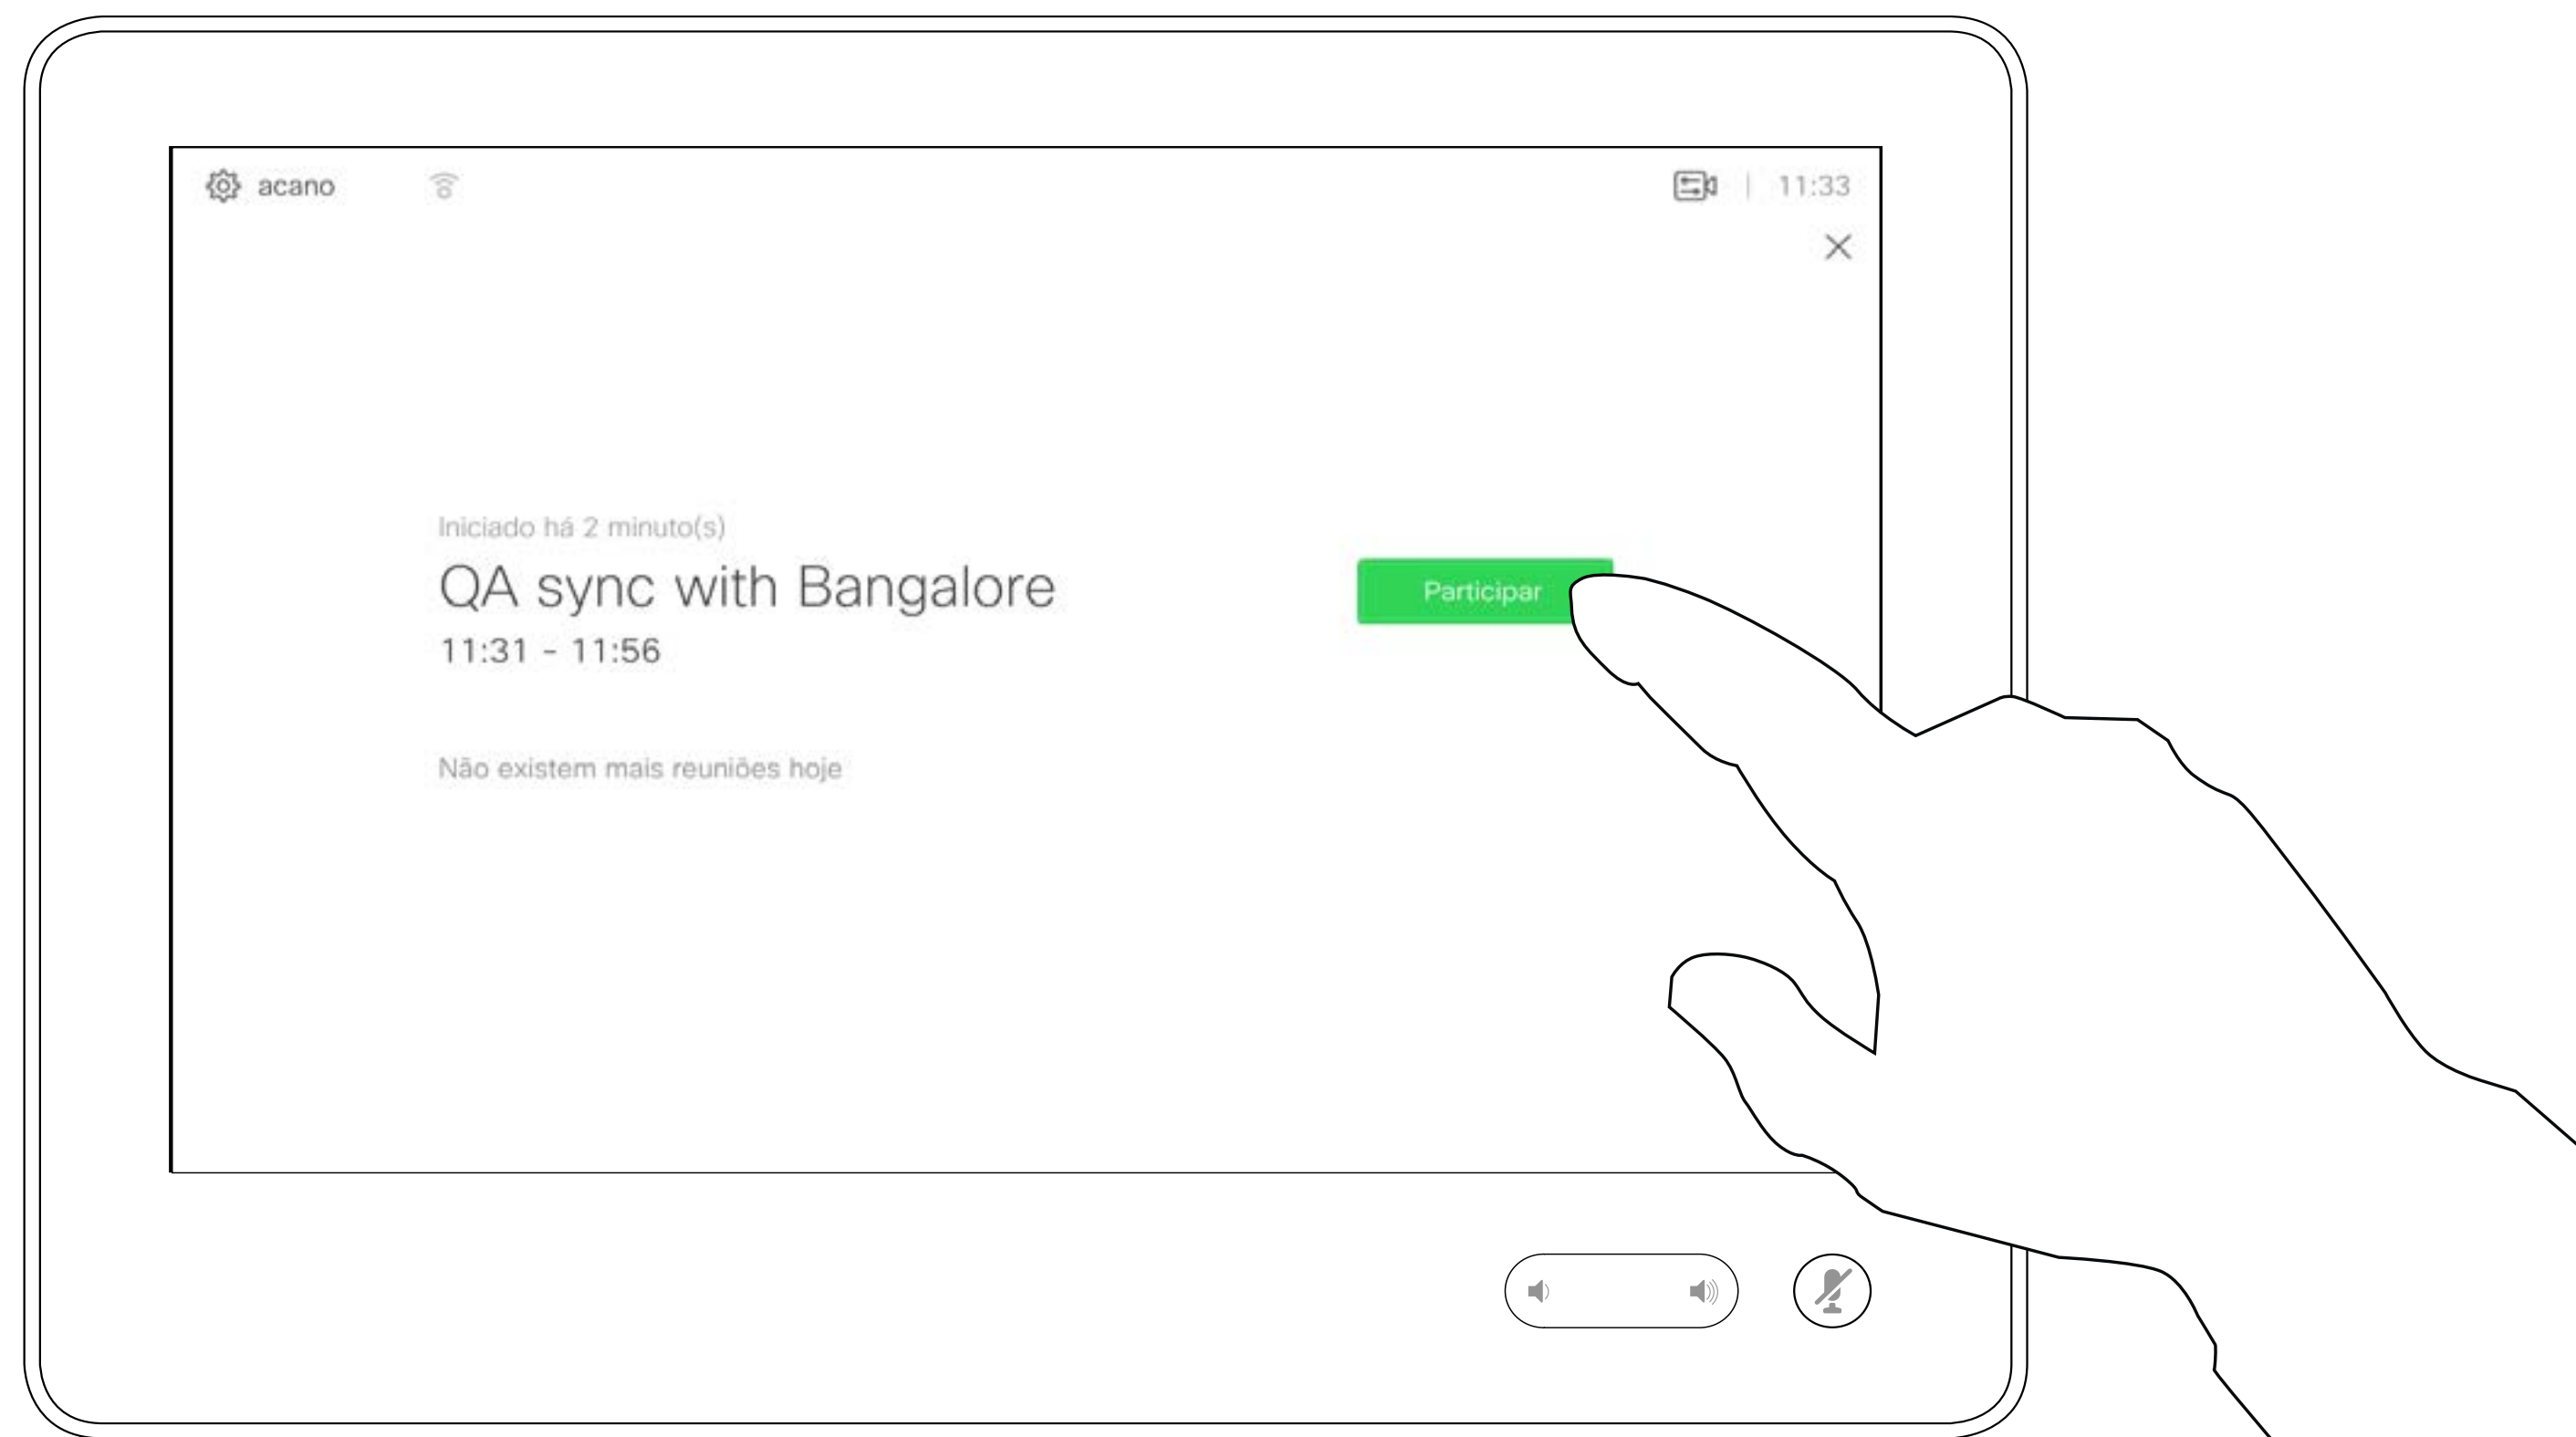 acano
11:33
Iniciado há 2 minuto(s)
QA sync with Bangalore
Participar
11:31 - 11:56
Não existem mais reuniões hoje